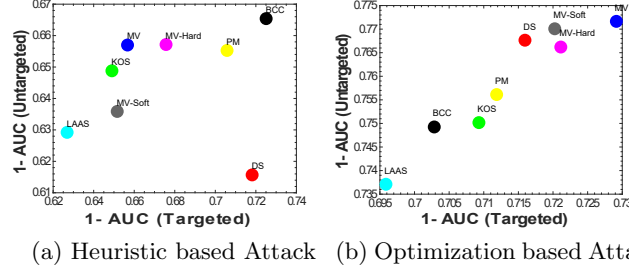 0.67
0.66
0.65
0.64
0.63
0.62
0.61
1- AUC (Untargeted)
BCC
MV
MV-Hard
PM
KOS
MV-Soft
LAAS
DS
0.62 0.64 0.66 0.68 0.7 0.72 0.74
1- AUC (Targeted)
(a) Heuristic based Attack
0.775
0.77
0.765
0.76
0.755
0.75
0.745
0.74
0.735
1- AUC (Untargeted)
MV-Soft
MV
DS
MV-Hard
PM
KOS
BCC
LAAS
0.695 0.7 0.705 0.71 0.715 0.72 0.725 0.73
1- AUC (Targeted)
(b) Optimization based Atta